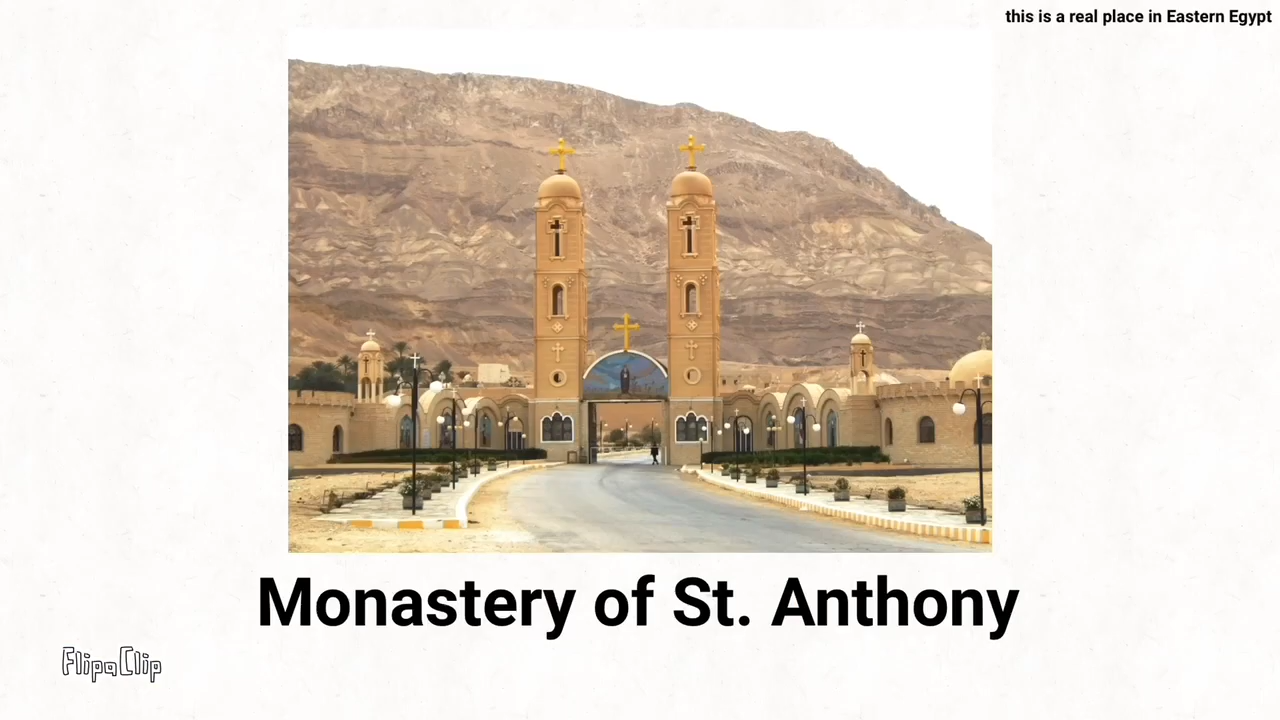 this is a real place in Eastern Egypt
Monastery of St. Anthony
FlipaClip